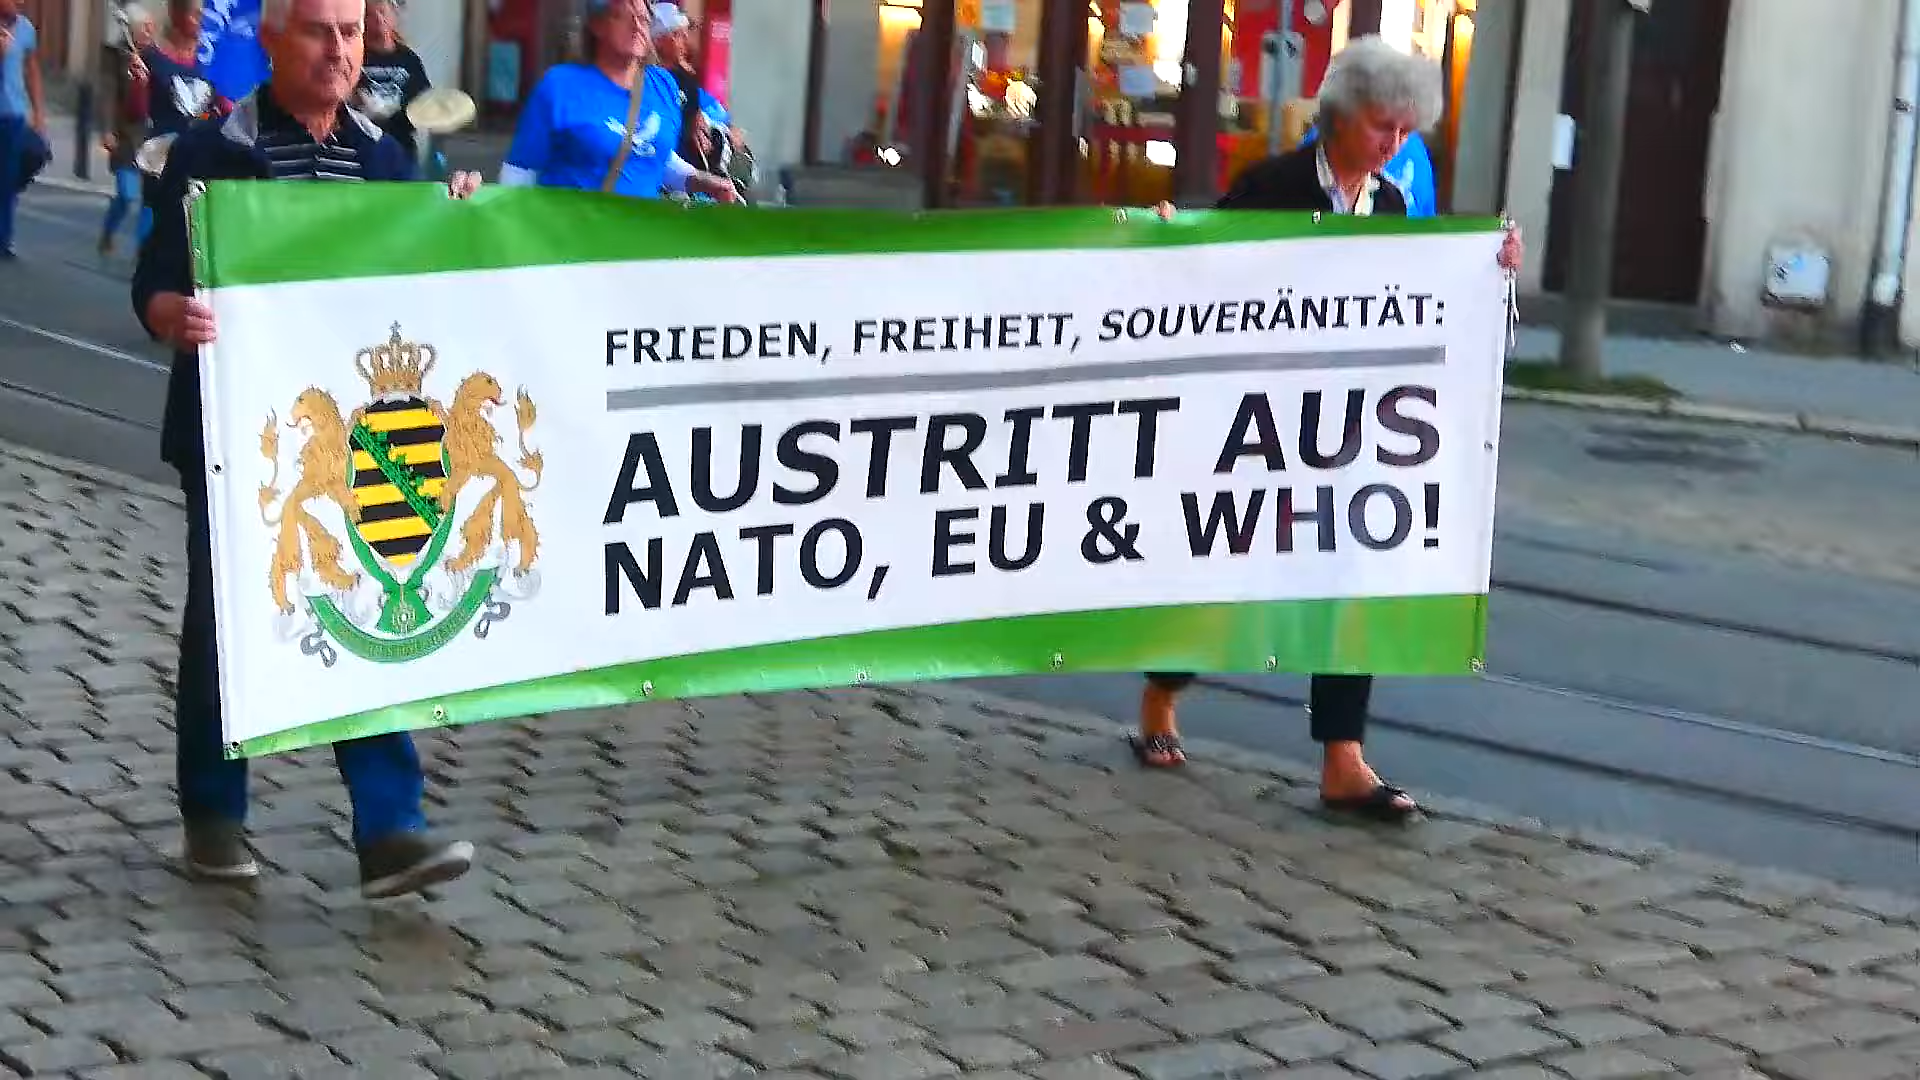 FRIEDEN, FREIHEIT, SOUVERÄNITÄT:
AUSTRITT AUS
NATO, EU & WHO!